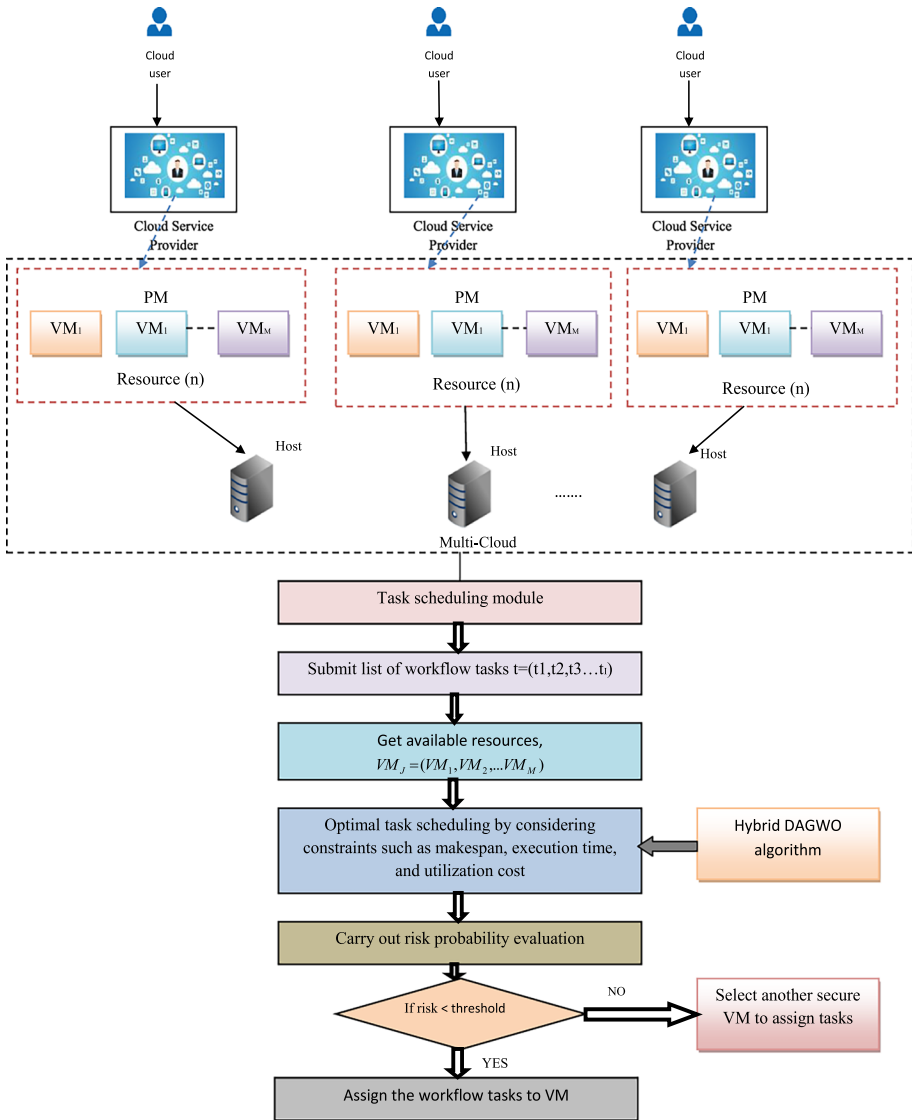 Cloud
user
Cloud
user
Cloud
user
Cloud Service
Provider
Cloud Service
Provider
Cloud Service
Provider
PM
VM1
VM1
VMM
Resource (n)
PM
VM1
VM1
VMM
Resource (n)
PM
VM1
VM1
VMM
Resource (n)
Host
Host
Host
.......
Multi-Cloud
Task scheduling module
Submit list of workflow tasks t=(t1,t2,t3…tl)
Get available resources,
VMJ=(VM1,VM2,...VMM)
Optimal task scheduling by considering
constraints such as makespan, execution time,
and utilization cost
Hybrid DAGWO
algorithm
Carry out risk probability evaluation
If risk < threshold
NO
Select another secure
VM to assign tasks
YES
Assign the workflow tasks to VM